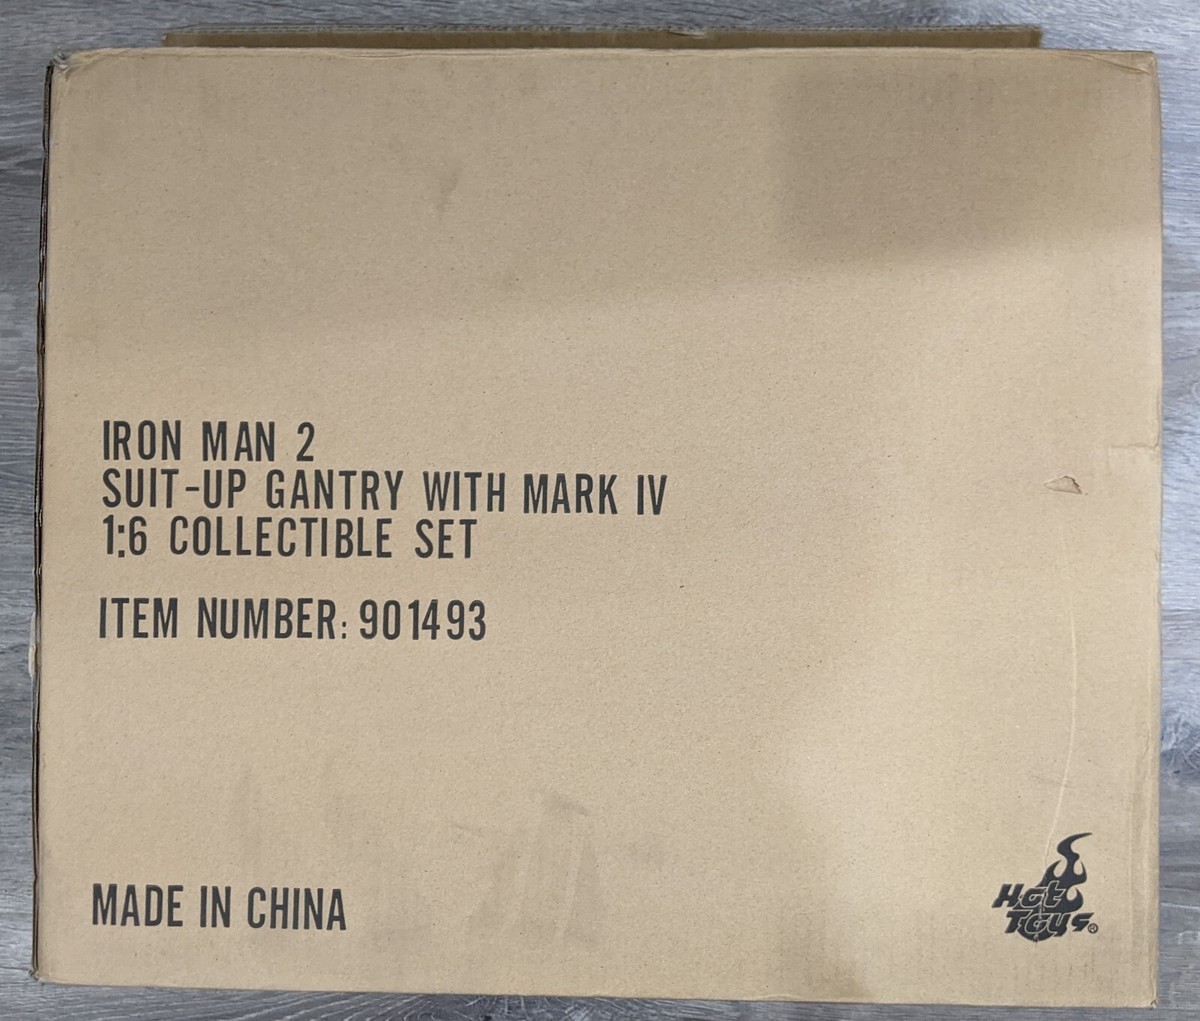 IRON MAN 2
SUIT-UP GANTRY WITH MARK IV
1:6 COLLECTIBLE SET
ITEM NUMBER: 901493
MADE IN CHINA
Hot
Toys®